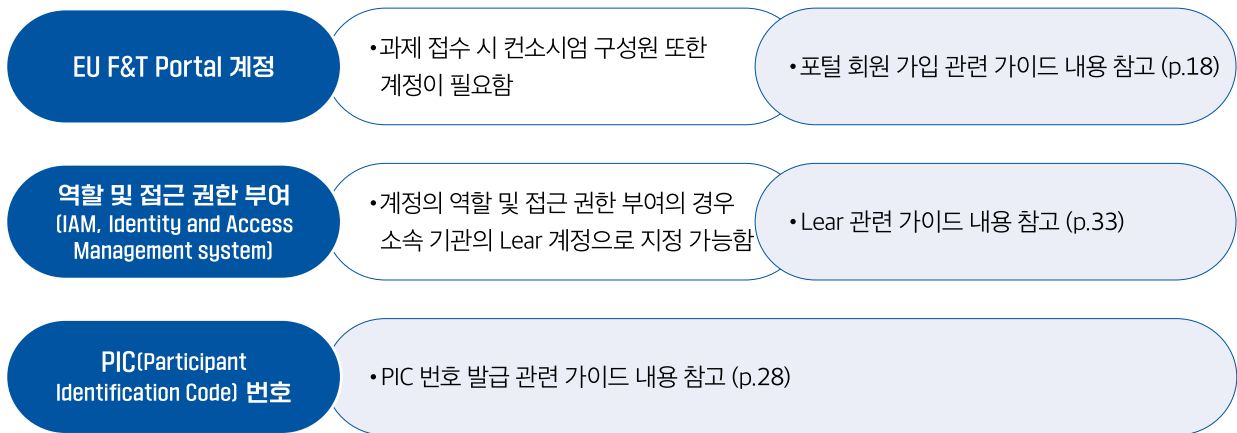 EU F&T Portal 계정
•과제 접수 시 컨소시엄 구성원 또한
계정이 필요함
•포털 회원 가입 관련 가이드 내용 참고 (p.18)
역할 및 접근 권한 부여
(IAM, Identity and Access
Management system)
•계정의 역할 및 접근 권한 부여의 경우
소속 기관의 Lear 계정으로 지정 가능함
•Lear 관련 가이드 내용 참고 (p.33)
PIC(Participant
Identification Code) 번호
•PIC 번호 발급 관련 가이드 내용 참고 (p.28)